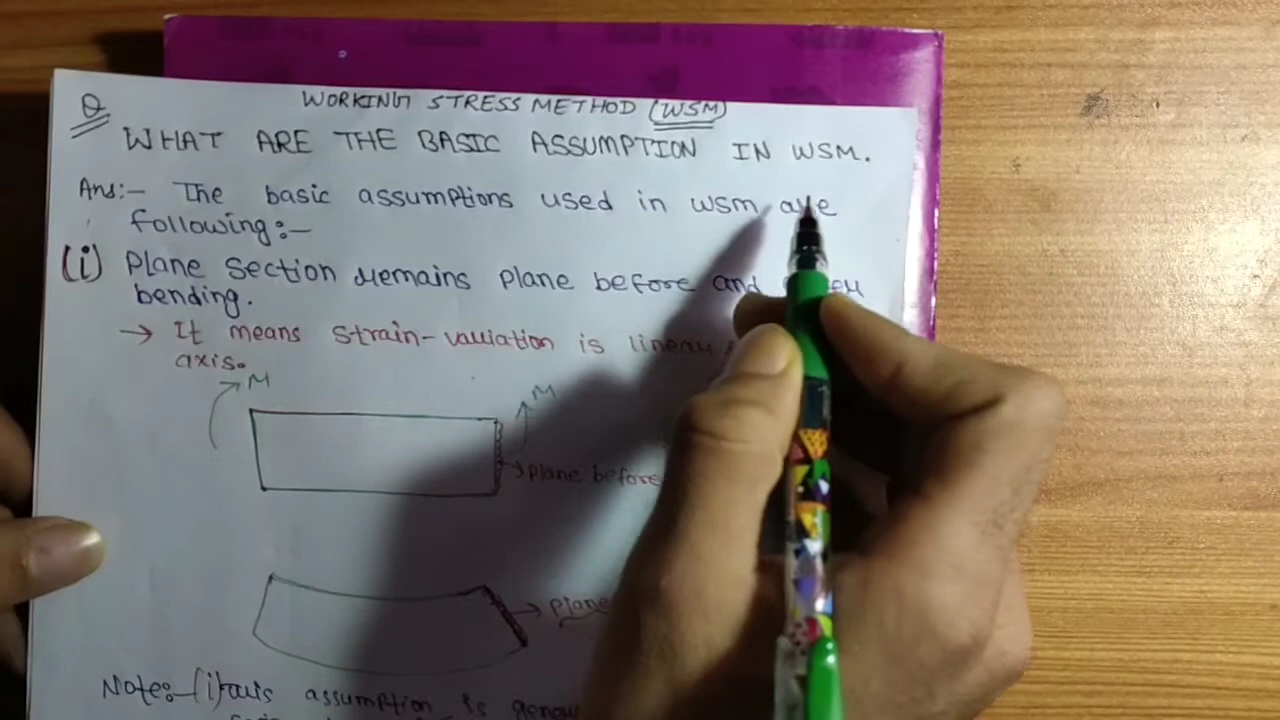 Q
WORKING STRESS METHOD (WSM)
WHAT ARE THE BASIC ASSUMPTION IN WSM.
Ans:- The basic assumptions used in WSM are
following:-
(i) Plane section remains plane before and
bending.
→ It means strain-variation is linear
axis.
M
M
→ plane before
→ plane
Note:- (i) this assumption is